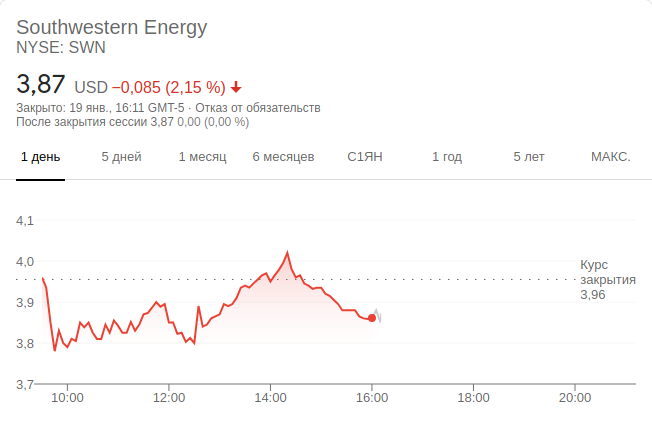 Southwestern Energy
NYSE: SWN
3,87 USD −0,085 (2,15 %)
Закрыто: 19 янв., 16:11 GMT-5 · Отказ от обязательств
После закрытия сессии 3,87 0,00 (0,00 %)
1 день 5 дней 1 месяц 6 месяцев С1ЯН 1 год 5 лет МАКС.
4,1
4,0
Курс
закрытия
3,96
3,9
3,8
3,7
10:00 12:00 14:00 16:00 18:00 20:00